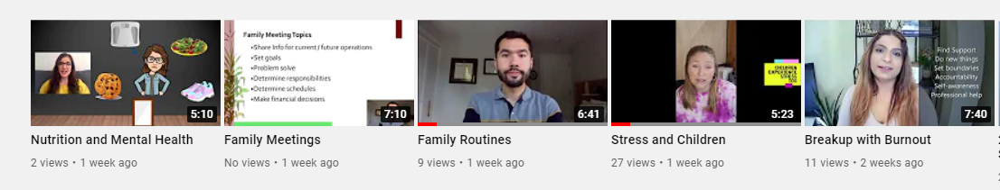 5:10
Family Meeting Topics
•Share Info for current / future operations
•Set goals
•Problem solve
•Determine responsibilities
•Determine schedules
•Make financial decisions
7:10
6:41
CHILDREN
EXPERIENCE
STRESS
TOO
5:23
Find Support
Do new things
Set boundaries
Accountability
Self-awareness
Professional help
7:40
Nutrition and Mental Health
2 views • 1 week ago
Family Meetings
No views • 1 week ago
Family Routines
9 views • 1 week ago
Stress and Children
27 views • 1 week ago
Breakup with Burnout
11 views • 2 weeks ago